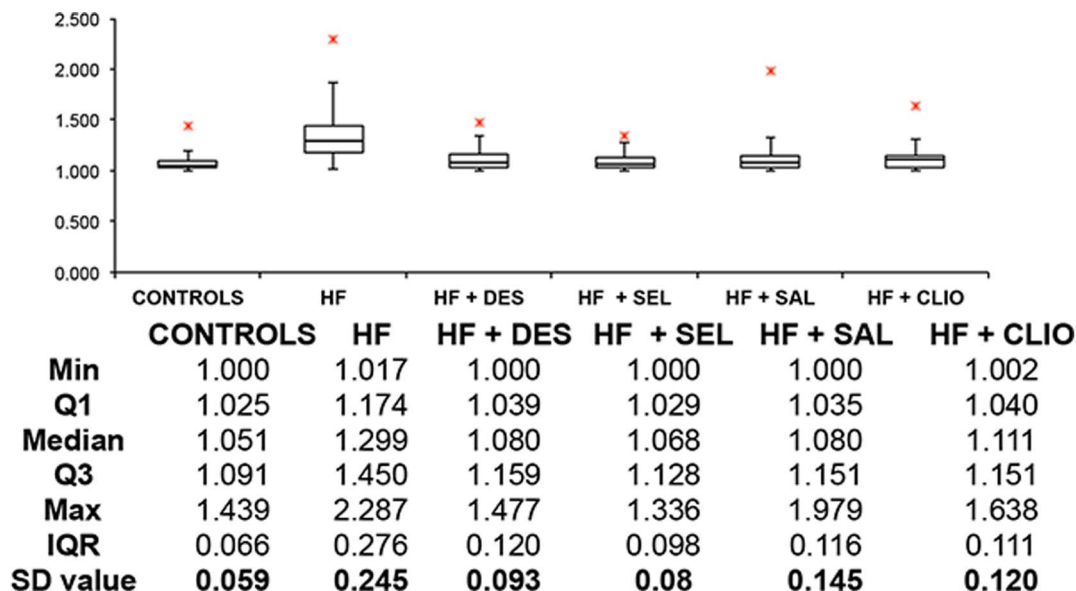 2.500
2.000
1.500
1.000
0.500
0.000
CONTROLS HF HF + DES HF + SEL HF + SAL HF + CLIO
CONTROLS HF HF + DES HF + SEL HF + SAL HF + CLIO
Min 1.000 1.017 1.000 1.000 1.000 1.002
Q1 1.025 1.174 1.039 1.029 1.035 1.040
Median 1.051 1.299 1.080 1.068 1.080 1.111
Q3 1.091 1.450 1.159 1.128 1.151 1.151
Max 1.439 2.287 1.477 1.336 1.979 1.638
IQR 0.066 0.276 0.120 0.098 0.116 0.111
SD value 0.059 0.245 0.093 0.08 0.145 0.120